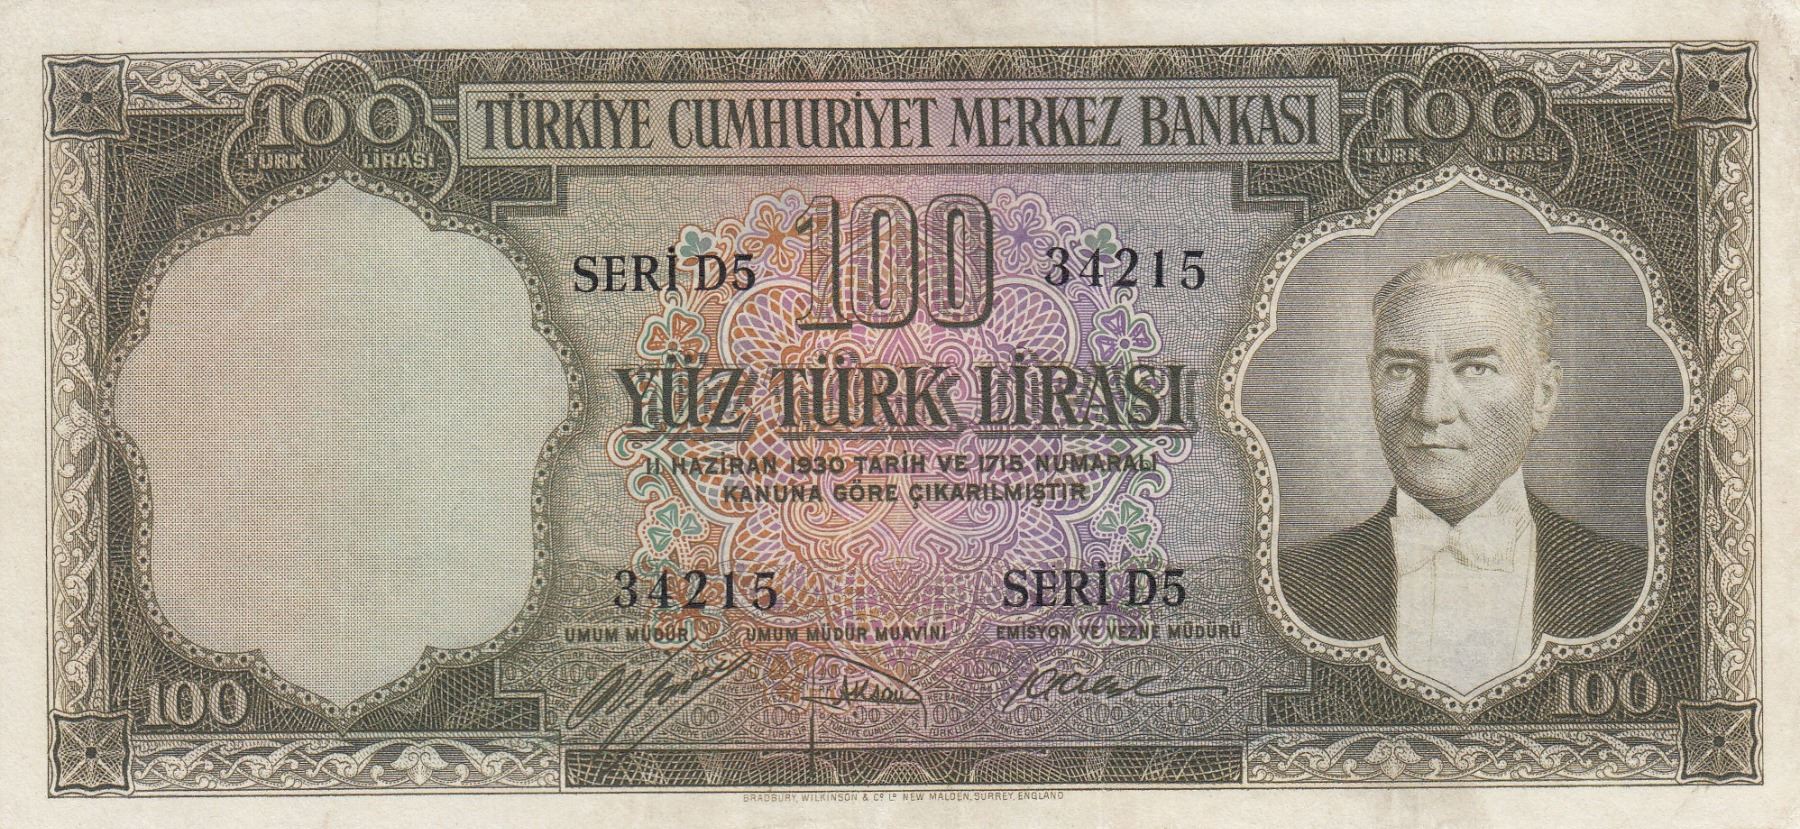 100 TÜRK LİRASI
TÜRKİYE CUMHURİYET MERKEZ BANKASI
100 TÜRK LİRASI
100
SERİ D5
34215
YÜZ TÜRK LİRASI
11 HAZİRAN 1930 TARİH VE 1715 NUMARALI
KANUNA GÖRE ÇIKARILMIŞTIR
34215
SERİ D5
UMUM MÜDÜR UMUM MÜDÜR MUAVİNİ EMİSYON VE VEZNE MÜDÜRÜ
100
100
BRADBURY, WILKINSON & Cº Lº NEW MALDEN, SURREY, ENGLAND